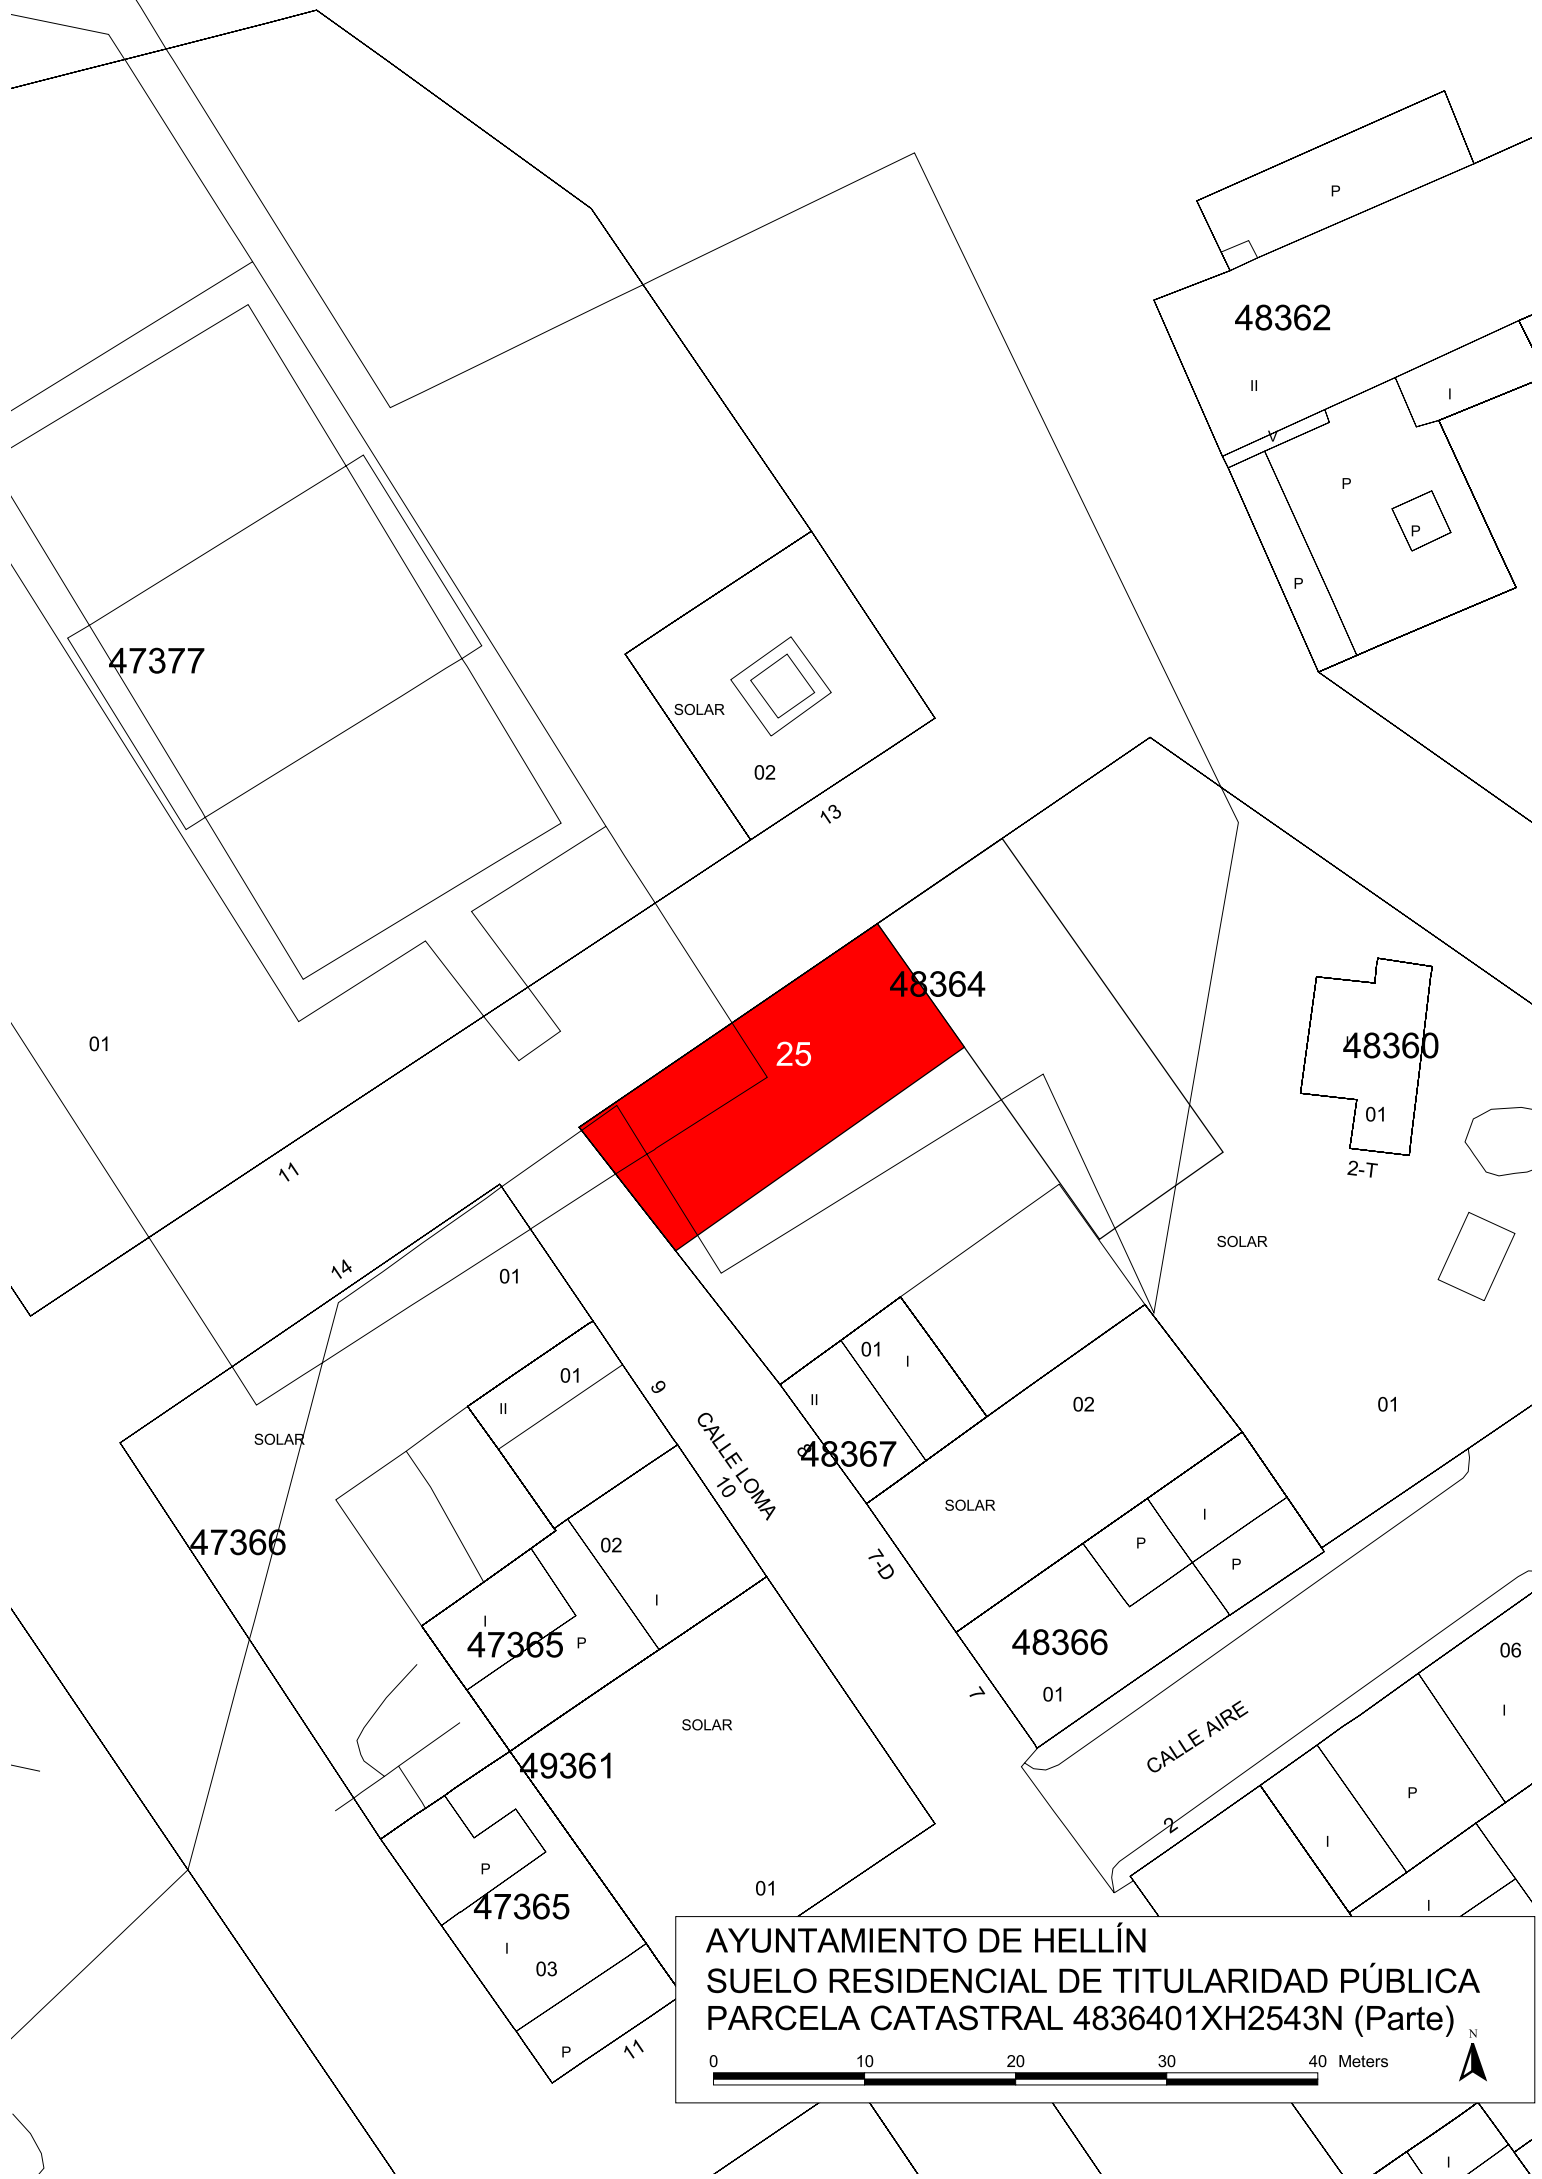 P
48362
II
I
V
P
P
P
47377
SOLAR
02
13
48364
25
01
48360
01
2-T
11
14
01
SOLAR
01
01
I
II
9
II
02
01
SOLAR
CALLE LOMA
10
8
48367
SOLAR
47366
02
I
7-D
P
I
P
I
47365
P
48366
06
7
01
I
SOLAR
CALLE AIRE
49361
P
2
I
P
01
47365
I
I
03
P
11
AYUNTAMIENTO DE HELLÍN
SUELO RESIDENCIAL DE TITULARIDAD PÚBLICA
PARCELA CATASTRAL 4836401XH2543N (Parte)
N
0 10 20 30 40 Meters
I